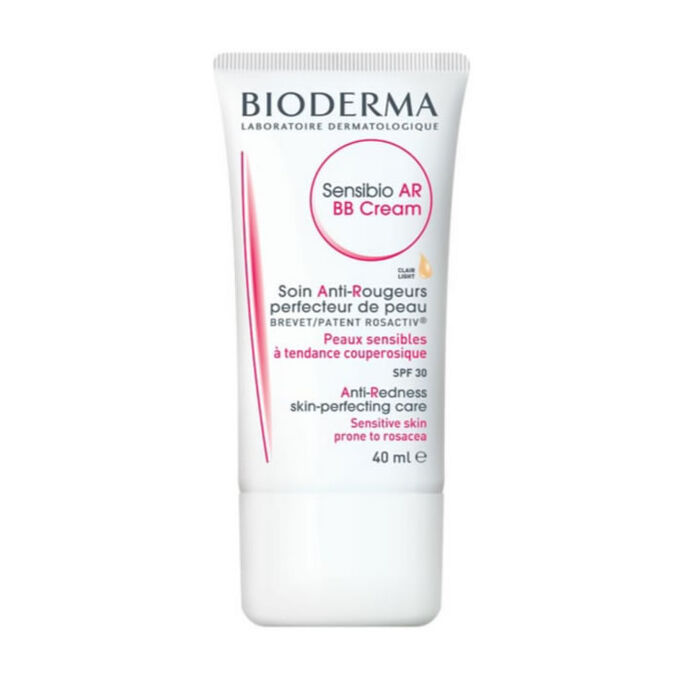 BIODERMA
LABORATOIRE DERMATOLOGIQUE
Sensibio AR
BB Cream
CLAIR
LIGHT
Soin Anti-Rougeurs
perfecteur de peau
BREVET/PATENT ROSACTIV®
Peaux sensibles
à tendance couperosique
SPF 30
Anti-Redness
skin-perfecting care
Sensitive skin
prone to rosacea
40 ml ℮